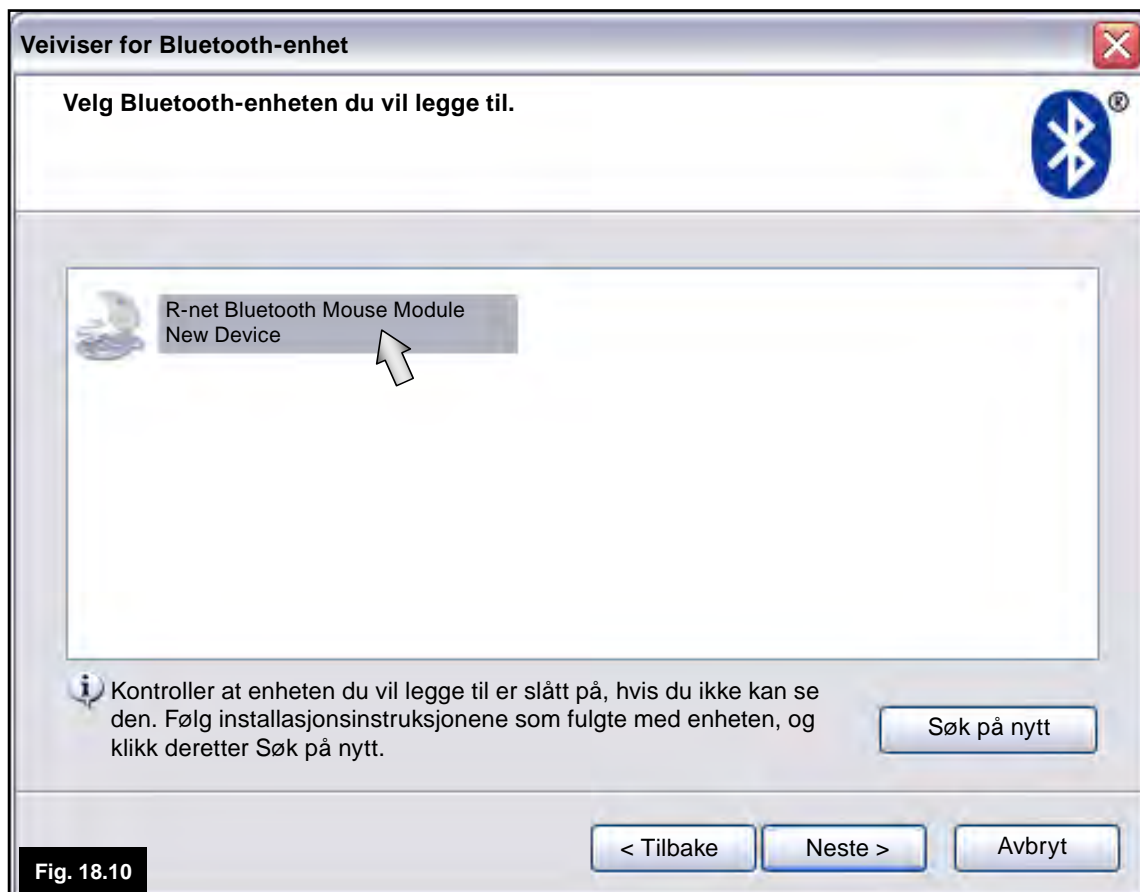 Veiviser for Bluetooth-enhet
Velg Bluetooth-enheten du vil legge til.
®
R-net Bluetooth Mouse Module
New Device
Kontroller at enheten du vil legge til er slått på, hvis du ikke kan se
den. Følg installasjonsinstruksjonene som fulgte med enheten, og
klikk deretter Søk på nytt.
Søk på nytt
< Tilbake
Neste >
Avbryt
Fig. 18.10